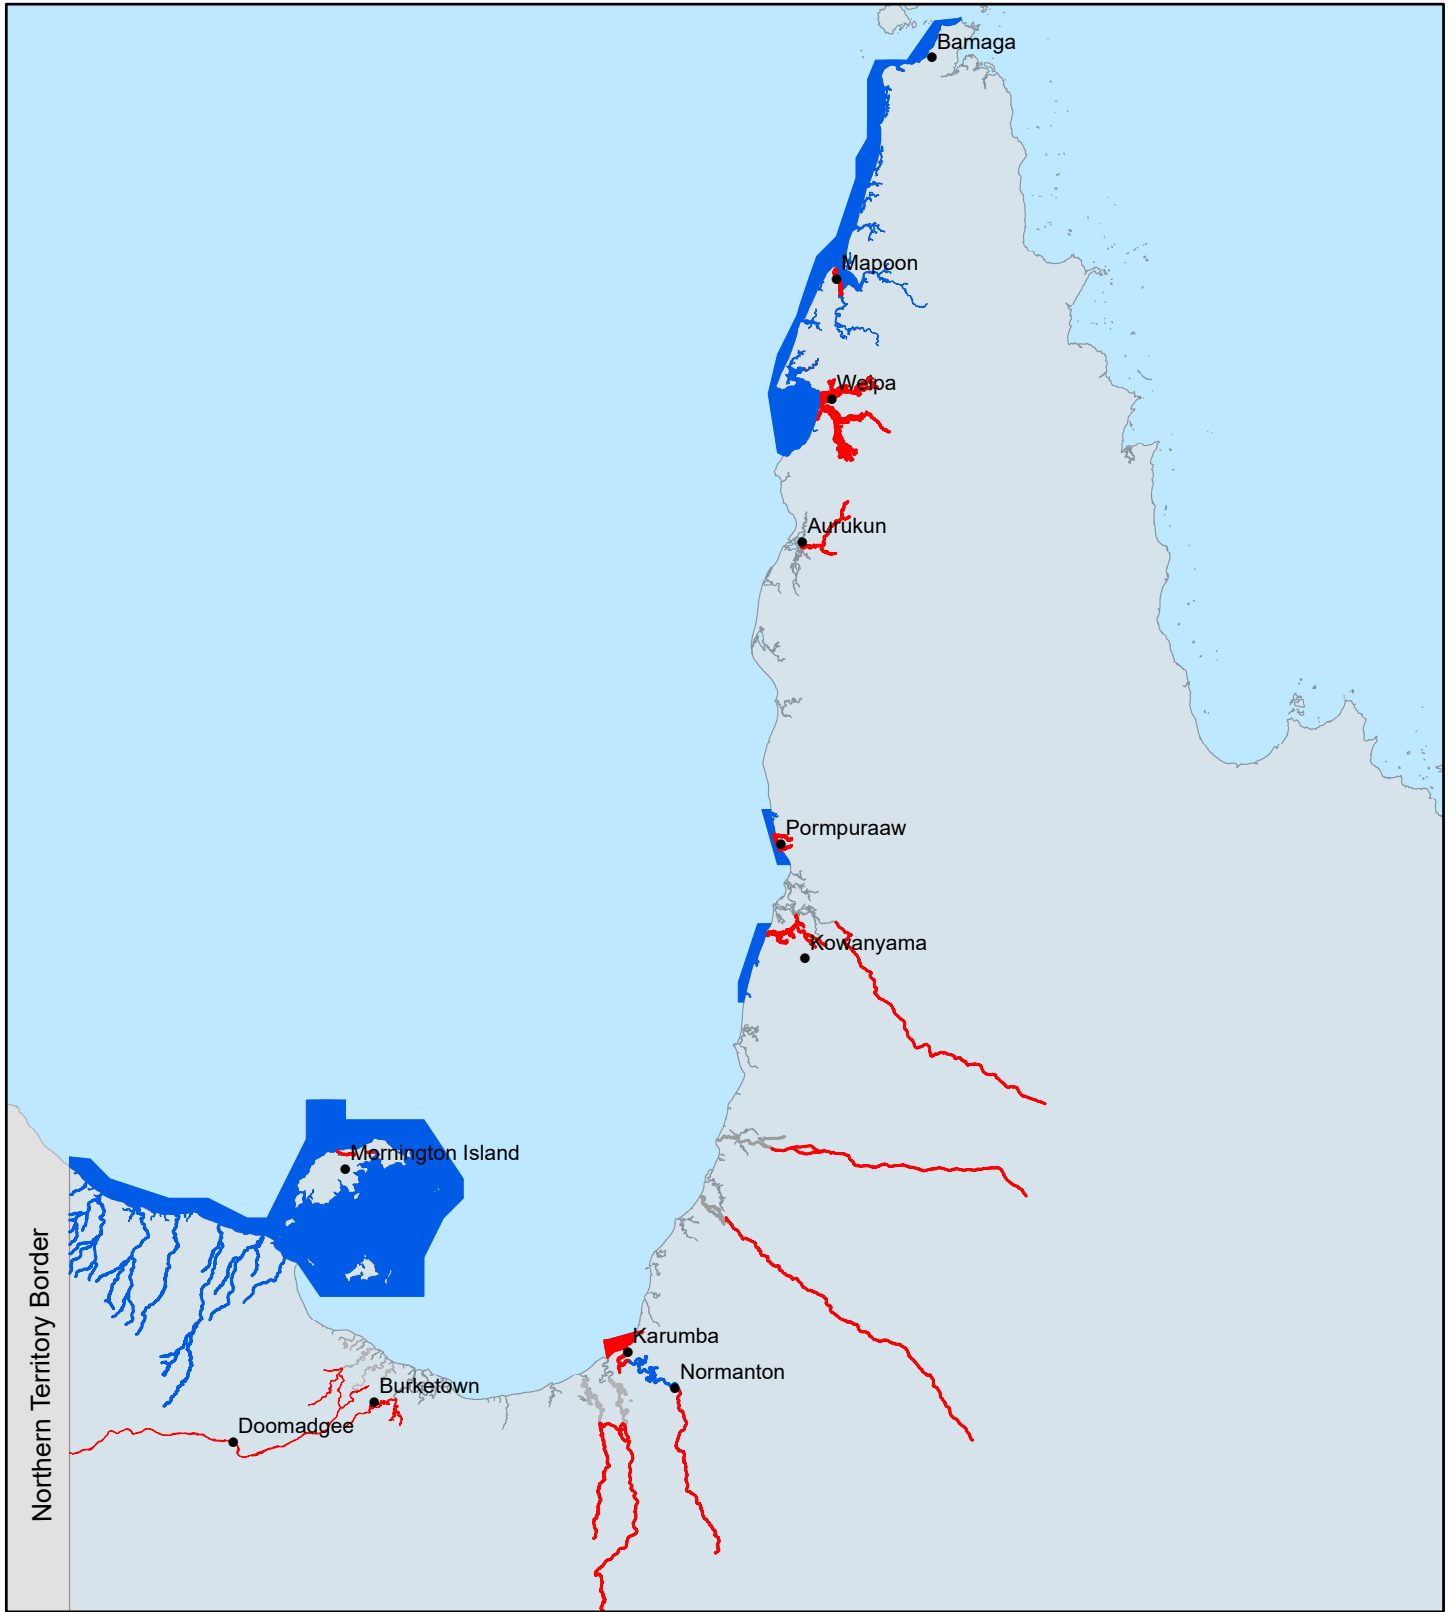 Bamaga
Mapoon
Weipa
Aurukun
Pormpuraaw
Kowanyama
Mornington Island
Karumba
Normanton
Burketown
Doomadgee
Northern Territory Border